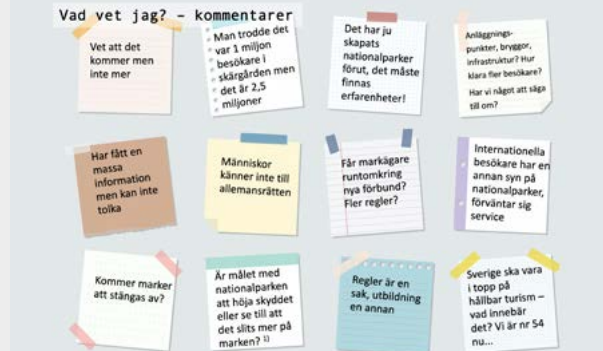 Vad vet jag? – kommentarer
Vet att det
kommer men
inte mer
Man trodde det
var 1 miljon
besökare i
skärgården men
det är 2,5
miljoner
Det har ju
skapats
nationalparker
förut, det måste
finnas
erfarenheter!
Anläggnings-
punkter, bryggor,
infrastruktur? Hur
klara fler besökare?
Har vi något att säga
till om?
Har fått en
massa
information
men kan inte
tolka
Människor
känner inte till
allemansrätten
Får markägare
runtomkring
nya förbund?
Fler regler?
Internationella
besökare har en
annan syn på
nationalparker,
förväntar sig
service
Kommer marker
att stängas av?
Är målet med
nationalparken
att höja skyddet
eller se till att
det slits mer på
marken? 1)
Regler är en
sak, utbildning
en annan
Sverige ska vara
i topp på
hållbar turism –
vad innebär
det? Vi är nr 54
nu...